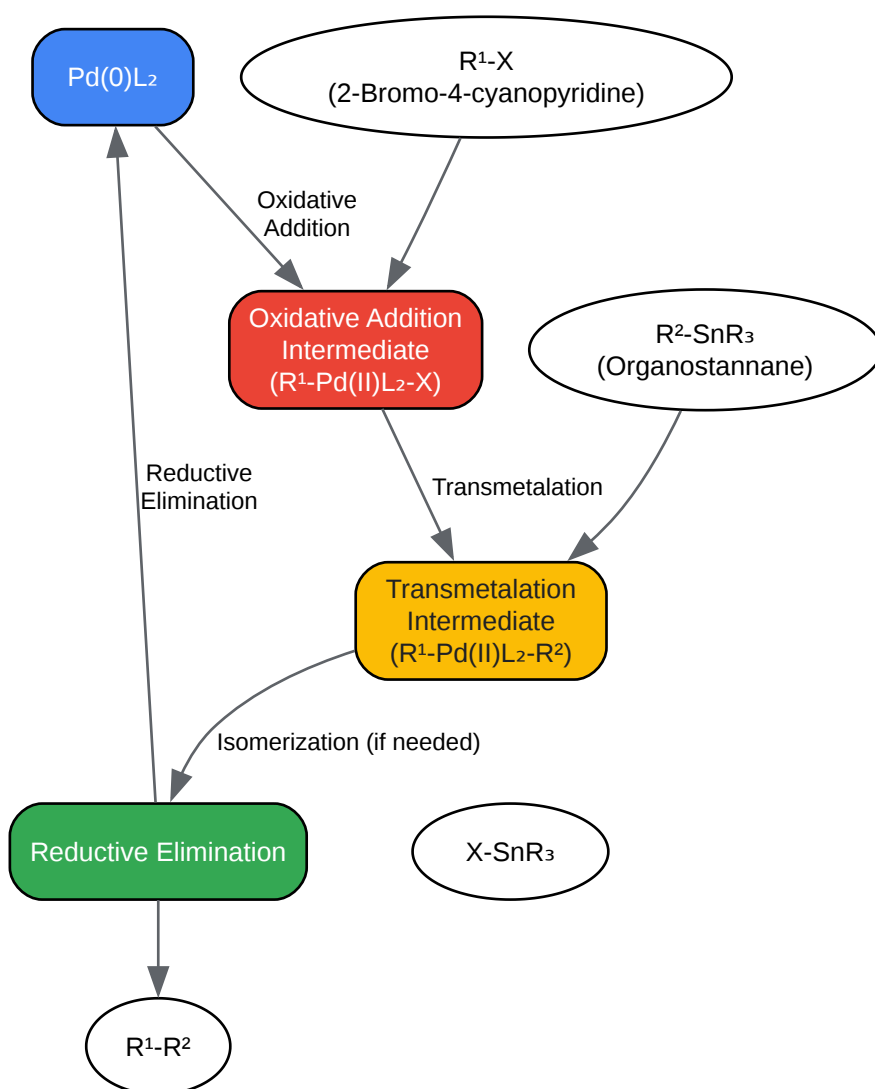 Pd(0)L₂
R¹-X
(2-Bromo-4-cyanopyridine)
Oxidative
Addition
Oxidative Addition
Intermediate
(R¹-Pd(II)L₂-X)
R²-SnR₃
(Organostannane)
Reductive
Elimination
Transmetalation
Transmetalation
Intermediate
(R¹-Pd(II)L₂-R²)
Isomerization (if needed)
Reductive Elimination
X-SnR₃
R¹-R²